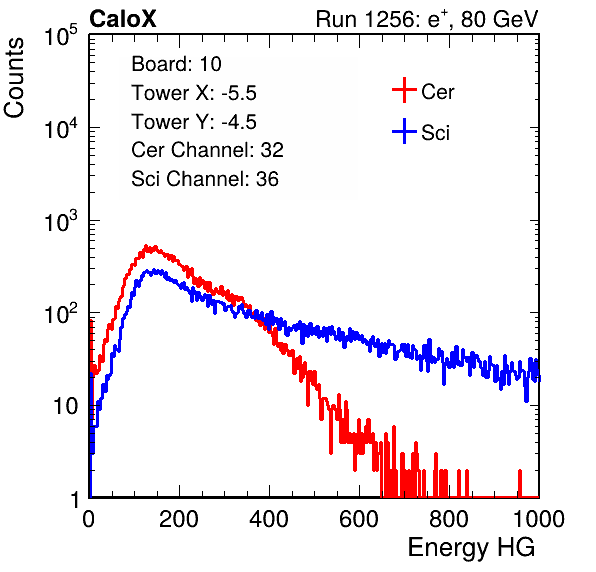 CaloX Run 1256: e⁺, 80 GeV
Counts
10⁵
10⁴
10³
10²
10
1
Board: 10
Tower X: -5.5
Tower Y: -4.5
Cer Channel: 32
Sci Channel: 36
Cer
Sci
0 200 400 600 800 1000
Energy HG